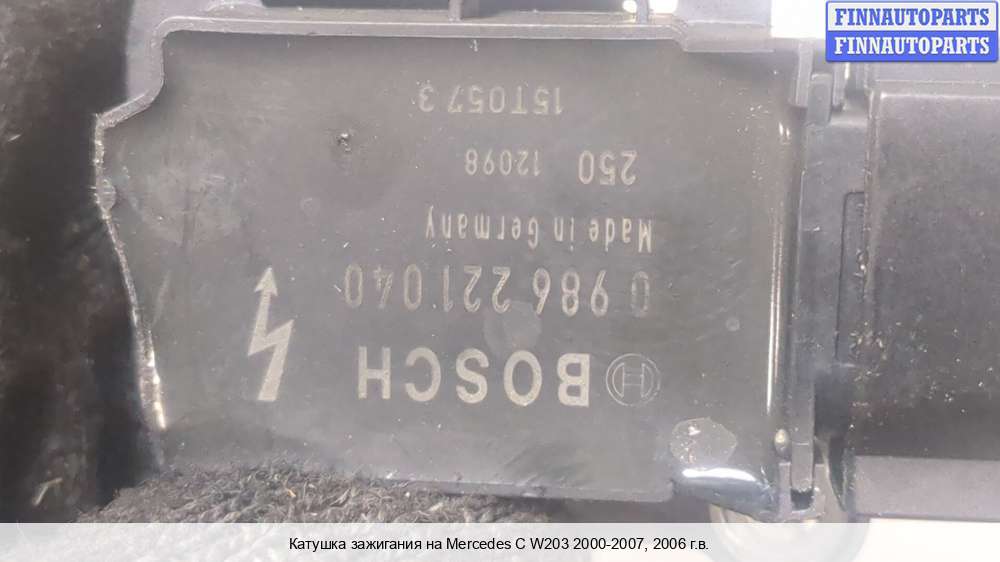 FINNAUTOPARTS
FINNAUTOPARTS
BOSCH
0 986 221 040
Made in Germany
250 12098
15T057 3
Катушка зажигания на Mercedes C W203 2000-2007, 2006 г.в.